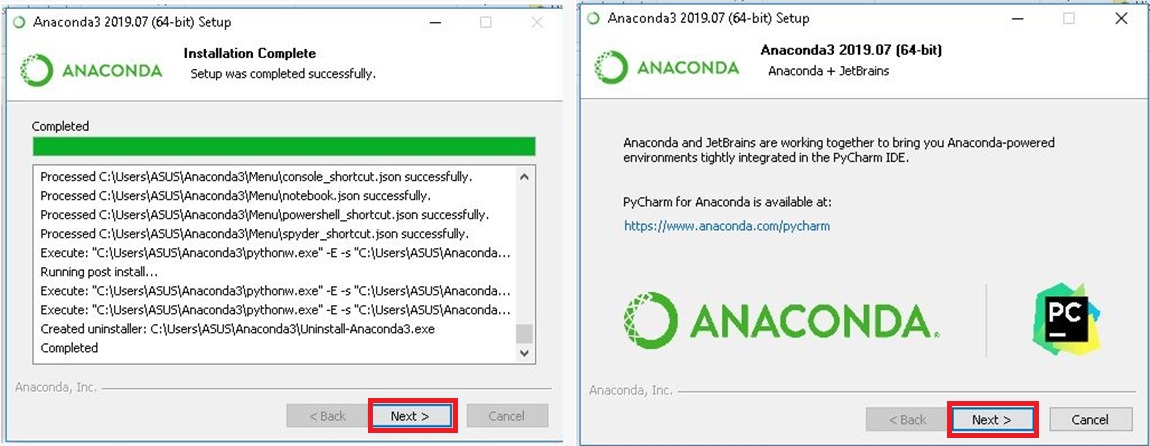 Anaconda3 2019.07 (64-bit) Setup
Installation Complete
Setup was completed successfully.
ANACONDA
Completed
Processed C:\Users\ASUS\Anaconda3\Menu\console_shortcut.json successfully.
Processed C:\Users\ASUS\Anaconda3\Menu\notebook.json successfully.
Processed C:\Users\ASUS\Anaconda3\Menu\powershell_shortcut.json successfully.
Processed C:\Users\ASUS\Anaconda3\Menu\spyder_shortcut.json successfully.
Execute: "C:\Users\ASUS\Anaconda3\pythonw.exe" -E -s "C:\Users\ASUS\Anaconda...
Running post install...
Execute: "C:\Users\ASUS\Anaconda3\pythonw.exe" -E -s "C:\Users\ASUS\Anaconda...
Execute: "C:\Users\ASUS\Anaconda3\pythonw.exe" -E -s "C:\Users\ASUS\Anaconda...
Created uninstaller: C:\Users\ASUS\Anaconda3\Uninstall-Anaconda3.exe
Completed
Anaconda, Inc.
< Back Next > Cancel
Anaconda3 2019.07 (64-bit) Setup
Anaconda3 2019.07 (64-bit)
Anaconda + JetBrains
ANACONDA
Anaconda and JetBrains are working together to bring you Anaconda-powered
environments tightly integrated in the PyCharm IDE.
PyCharm for Anaconda is available at:
https://www.anaconda.com/pycharm
ANACONDA®
PC
Anaconda, Inc.
< Back Next > Cancel